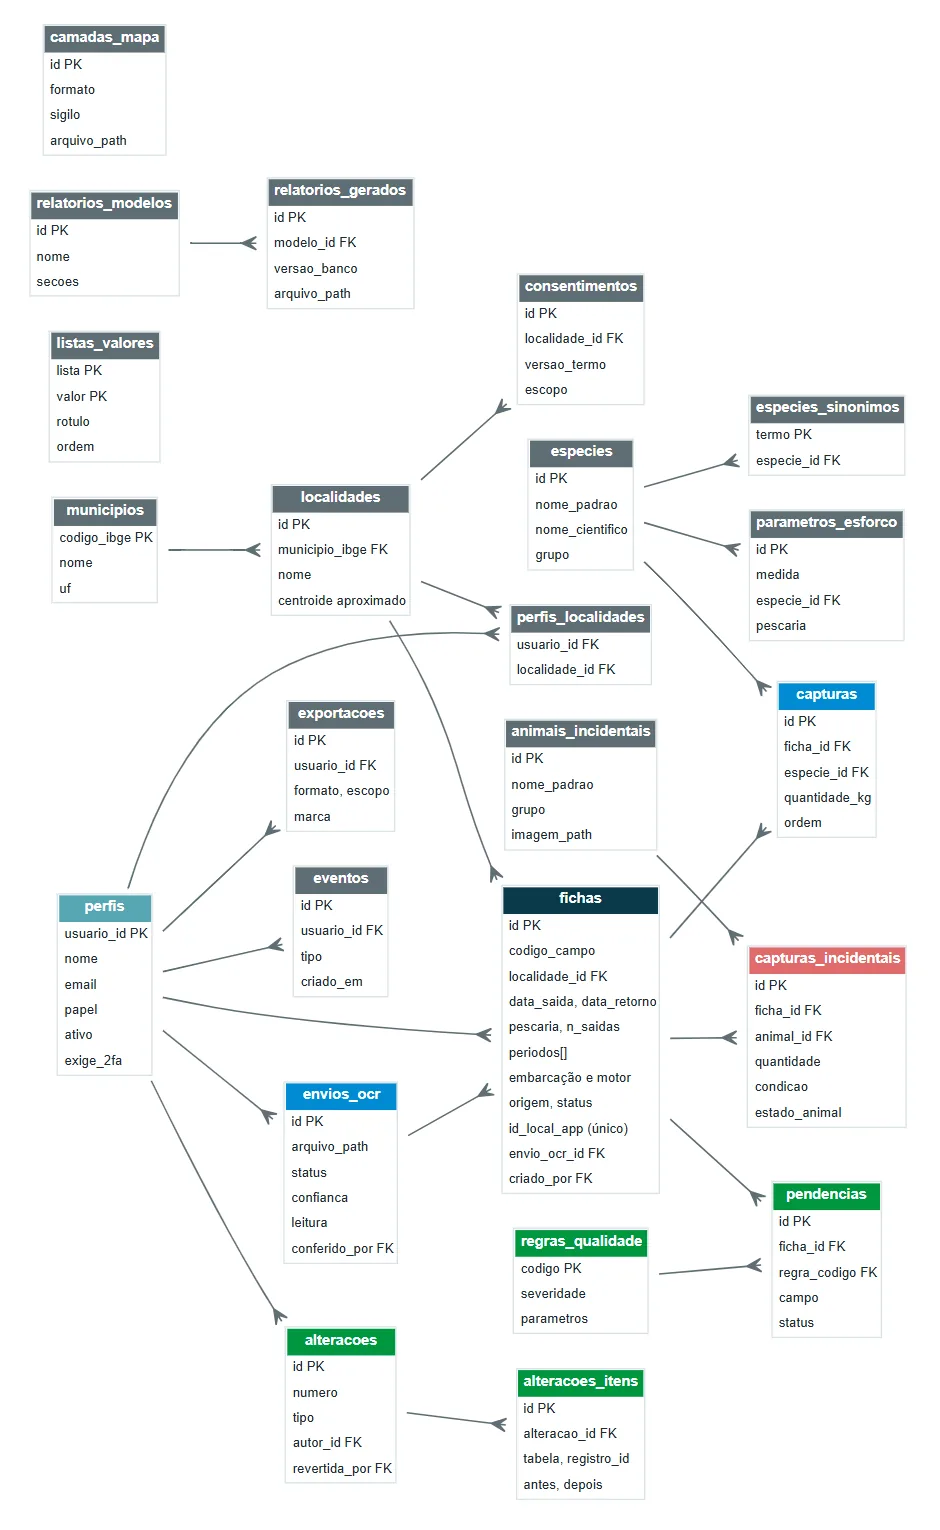 camadas_mapa
id PK
formato
sigilo
arquivo_path
relatorios_modelos
id PK
nome
secoes
relatorios_gerados
id PK
modelo_id FK
versao_banco
arquivo_path
listas_valores
lista PK
valor PK
rotulo
ordem
consentimentos
id PK
localidade_id FK
versao_termo
escopo
especies_sinonimos
termo PK
especie_id FK
especies
id PK
nome_padrao
nome_cientifico
grupo
municipios
codigo_ibge PK
nome
uf
localidades
id PK
municipio_ibge FK
nome
centroide aproximado
parametros_esforco
id PK
medida
especie_id FK
pescaria
perfis_localidades
usuario_id FK
localidade_id FK
capturas
id PK
ficha_id FK
especie_id FK
quantidade_kg
ordem
exportacoes
id PK
usuario_id FK
formato, escopo
marca
animais_incidentais
id PK
nome_padrao
grupo
imagem_path
eventos
id PK
usuario_id FK
tipo
criado_em
perfis
usuario_id PK
nome
email
papel
ativo
exige_2fa
fichas
id PK
codigo_campo
localidade_id FK
data_saida, data_retorno
pescaria, n_saidas
periodos[]
embarcação e motor
origem, status
id_local_app (único)
envio_ocr_id FK
criado_por FK
capturas_incidentais
id PK
ficha_id FK
animal_id FK
quantidade
condicao
estado_animal
envios_ocr
id PK
arquivo_path
status
confianca
leitura
conferido_por FK
pendencias
id PK
ficha_id FK
regra_codigo FK
campo
status
regras_qualidade
codigo PK
severidade
parametros
alteracoes
id PK
numero
tipo
autor_id FK
revertida_por FK
alteracoes_itens
id PK
alteracao_id FK
tabela, registro_id
antes, depois